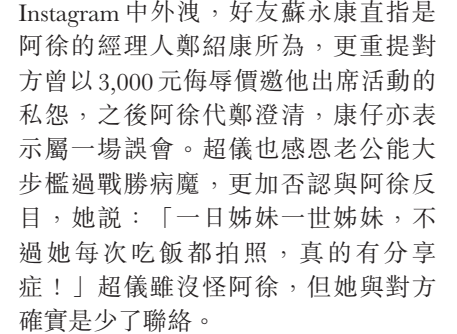 Instagram 中外洩，好友蘇永康直指是
阿徐的經理人鄭紹康所為，更重提對
方曾以 3,000 元侮辱價邀他出席活動的
私怨，之後阿徐代鄭澄清，康仔亦表
示屬一場誤會。超儀也感恩老公能大
步檻過戰勝病魔，更加否認與阿徐反
目，她說：「一日姊妹一世姊妹，不
過她每次吃飯都拍照，真的有分享
症！」超儀雖沒怪阿徐，但她與對方
確實是少了聯絡。